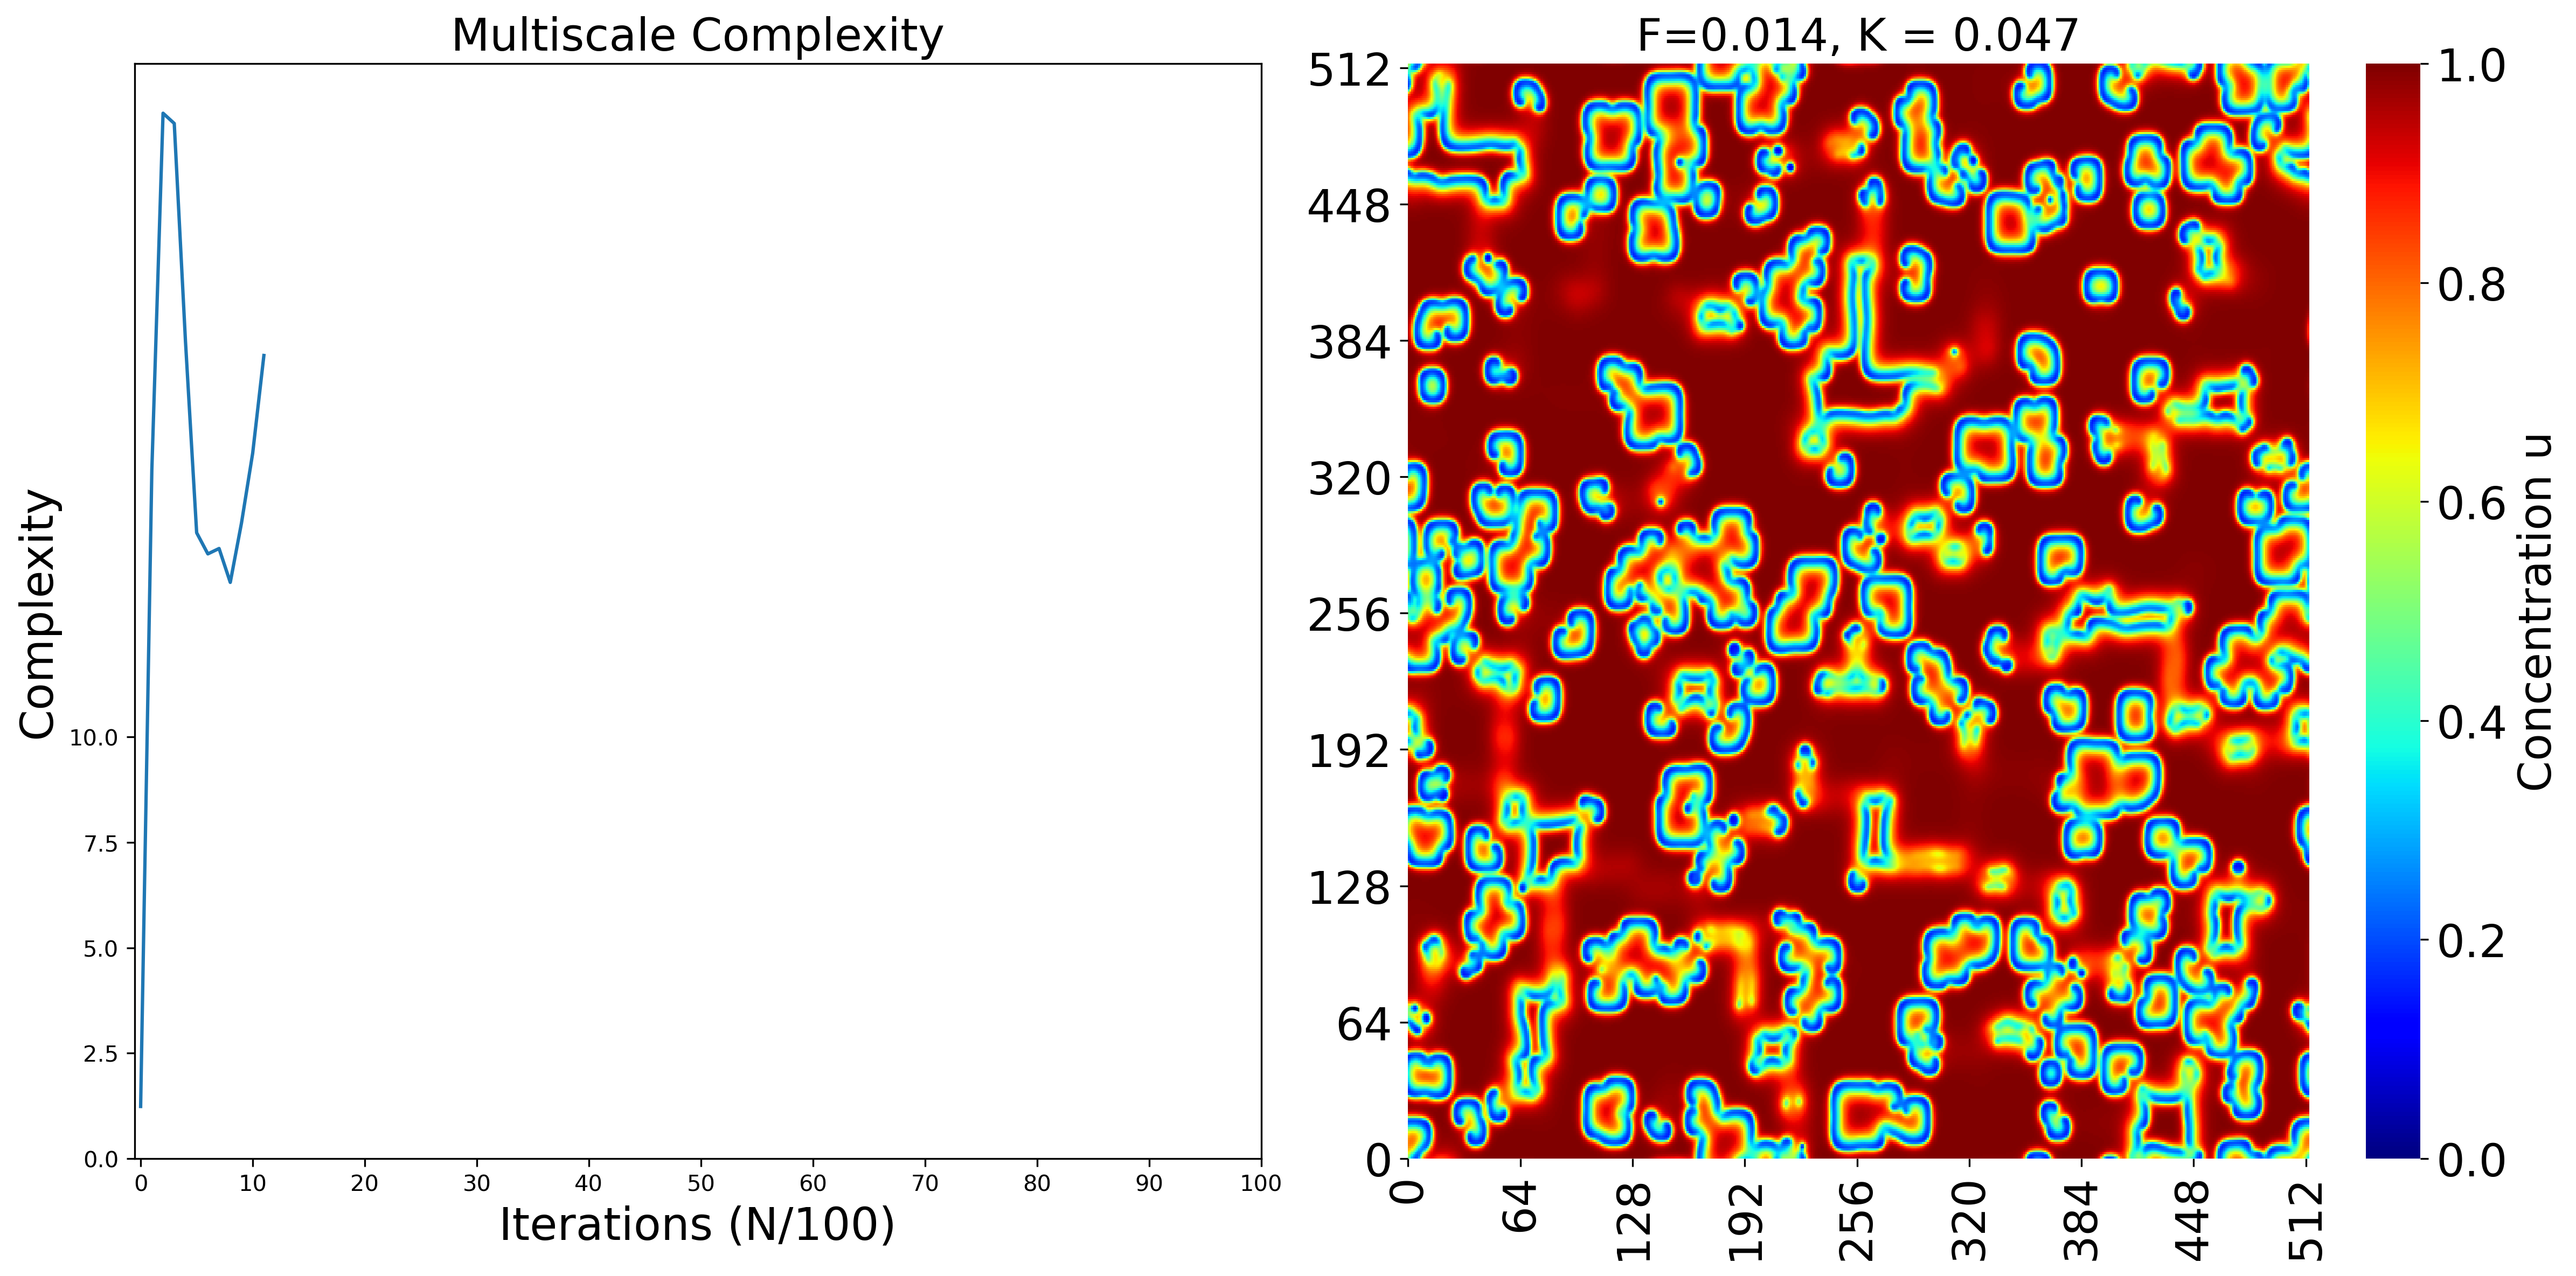 Multiscale Complexity
Complexity
10.0
7.5
5.0
2.5
0.0
0 10 20 30 40 50 60 70 80 90 100
Iterations (N/100)
F=0.014, K = 0.047
512
448
384
320
256
192
128
64
0
0 64 128 192 256 320 384 448 512
1.0
0.8
0.6
0.4
0.2
0.0
Concentration u